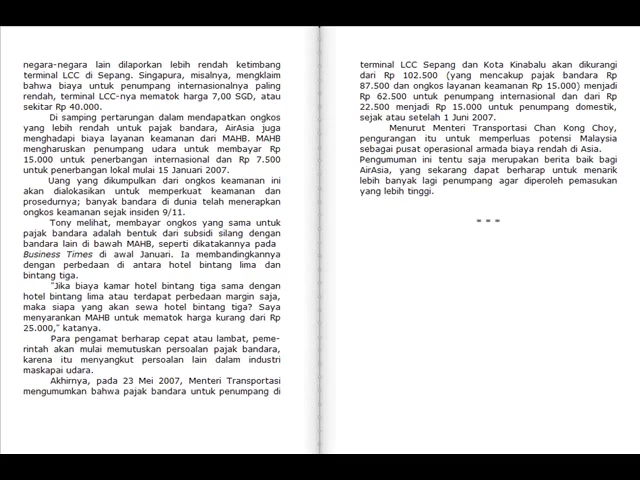 negara-negara lain dilaporkan lebih rendah ketimbang
terminal LCC di Sepang. Singapura, misalnya, mengklaim
bahwa biaya untuk penumpang internasionalnya paling
rendah, terminal LCC-nya mematok harga 7,00 SGD, atau
sekitar Rp 40.000.
Di samping pertarungan dalam mendapatkan ongkos
yang lebih rendah untuk pajak bandara, AirAsia juga
menghadapi biaya layanan keamanan dari MAHB. MAHB
mengharuskan penumpang udara untuk membayar Rp
15.000 untuk penerbangan internasional dan Rp 7.500
untuk penerbangan lokal mulai 15 Januari 2007.
Uang yang dikumpulkan dari ongkos keamanan ini
akan dialokasikan untuk memperkuat keamanan dan
prosedurnya; banyak bandara di dunia telah menerapkan
ongkos keamanan sejak insiden 9/11.
Tony melihat, membayar ongkos yang sama untuk
pajak bandara adalah bentuk dari subsidi silang dengan
bandara lain di bawah MAHB, seperti dikatakannya pada
Business Times di awal Januari. Ia membandingkannya
dengan perbedaan di antara hotel bintang lima dan
bintang tiga.
"Jika biaya kamar hotel bintang tiga sama dengan
hotel bintang lima atau terdapat perbedaan margin saja,
maka siapa yang akan sewa hotel bintang tiga? Saya
menyarankan MAHB untuk mematok harga kurang dari Rp
25.000," katanya.
Para pengamat berharap cepat atau lambat, peme-
rintah akan mulai memutuskan persoalan pajak bandara,
karena itu menyangkut persoalan lain dalam industri
maskapai udara.
Akhirnya, pada 23 Mei 2007, Menteri Transportasi
mengumumkan bahwa pajak bandara untuk penumpang di
terminal LCC Sepang dan Kota Kinabalu akan dikurangi
dari Rp 102.500 (yang mencakup pajak bandara Rp
87.500 dan ongkos layanan keamanan Rp 15.000) menjadi
Rp 62.500 untuk penumpang internasional dan dari Rp
22.500 menjadi Rp 15.000 untuk penumpang domestik,
sejak atau setelah 1 Juni 2007.
Menurut Menteri Transportasi Chan Kong Choy,
pengurangan itu untuk memperluas potensi Malaysia
sebagai pusat operasional armada biaya rendah di Asia.
Pengumuman ini tentu saja merupakan berita baik bagi
AirAsia, yang sekarang dapat berharap untuk menarik
lebih banyak lagi penumpang agar diperoleh pemasukan
yang lebih tinggi.
* * *